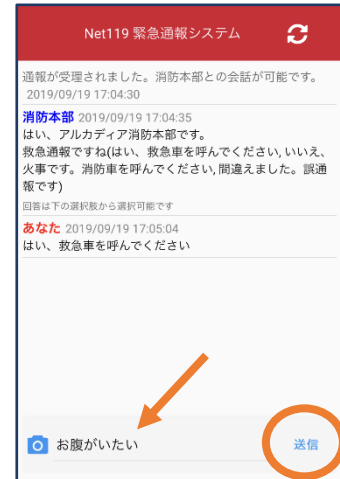 Net119 緊急通報システム
通報が受理されました。消防本部との会話が可能です。
2019/09/19 17:04:30
消防本部 2019/09/19 17:04:35
はい、アルカディア消防本部です。
救急通報ですね(はい、救急車を呼んでください, いいえ、
火事です。消防車を呼んでください, 間違えました。誤通
報です)
回答は下の選択肢から選択可能です
あなた 2019/09/19 17:05:04
はい、救急車を呼んでください
お腹がいたい
送信